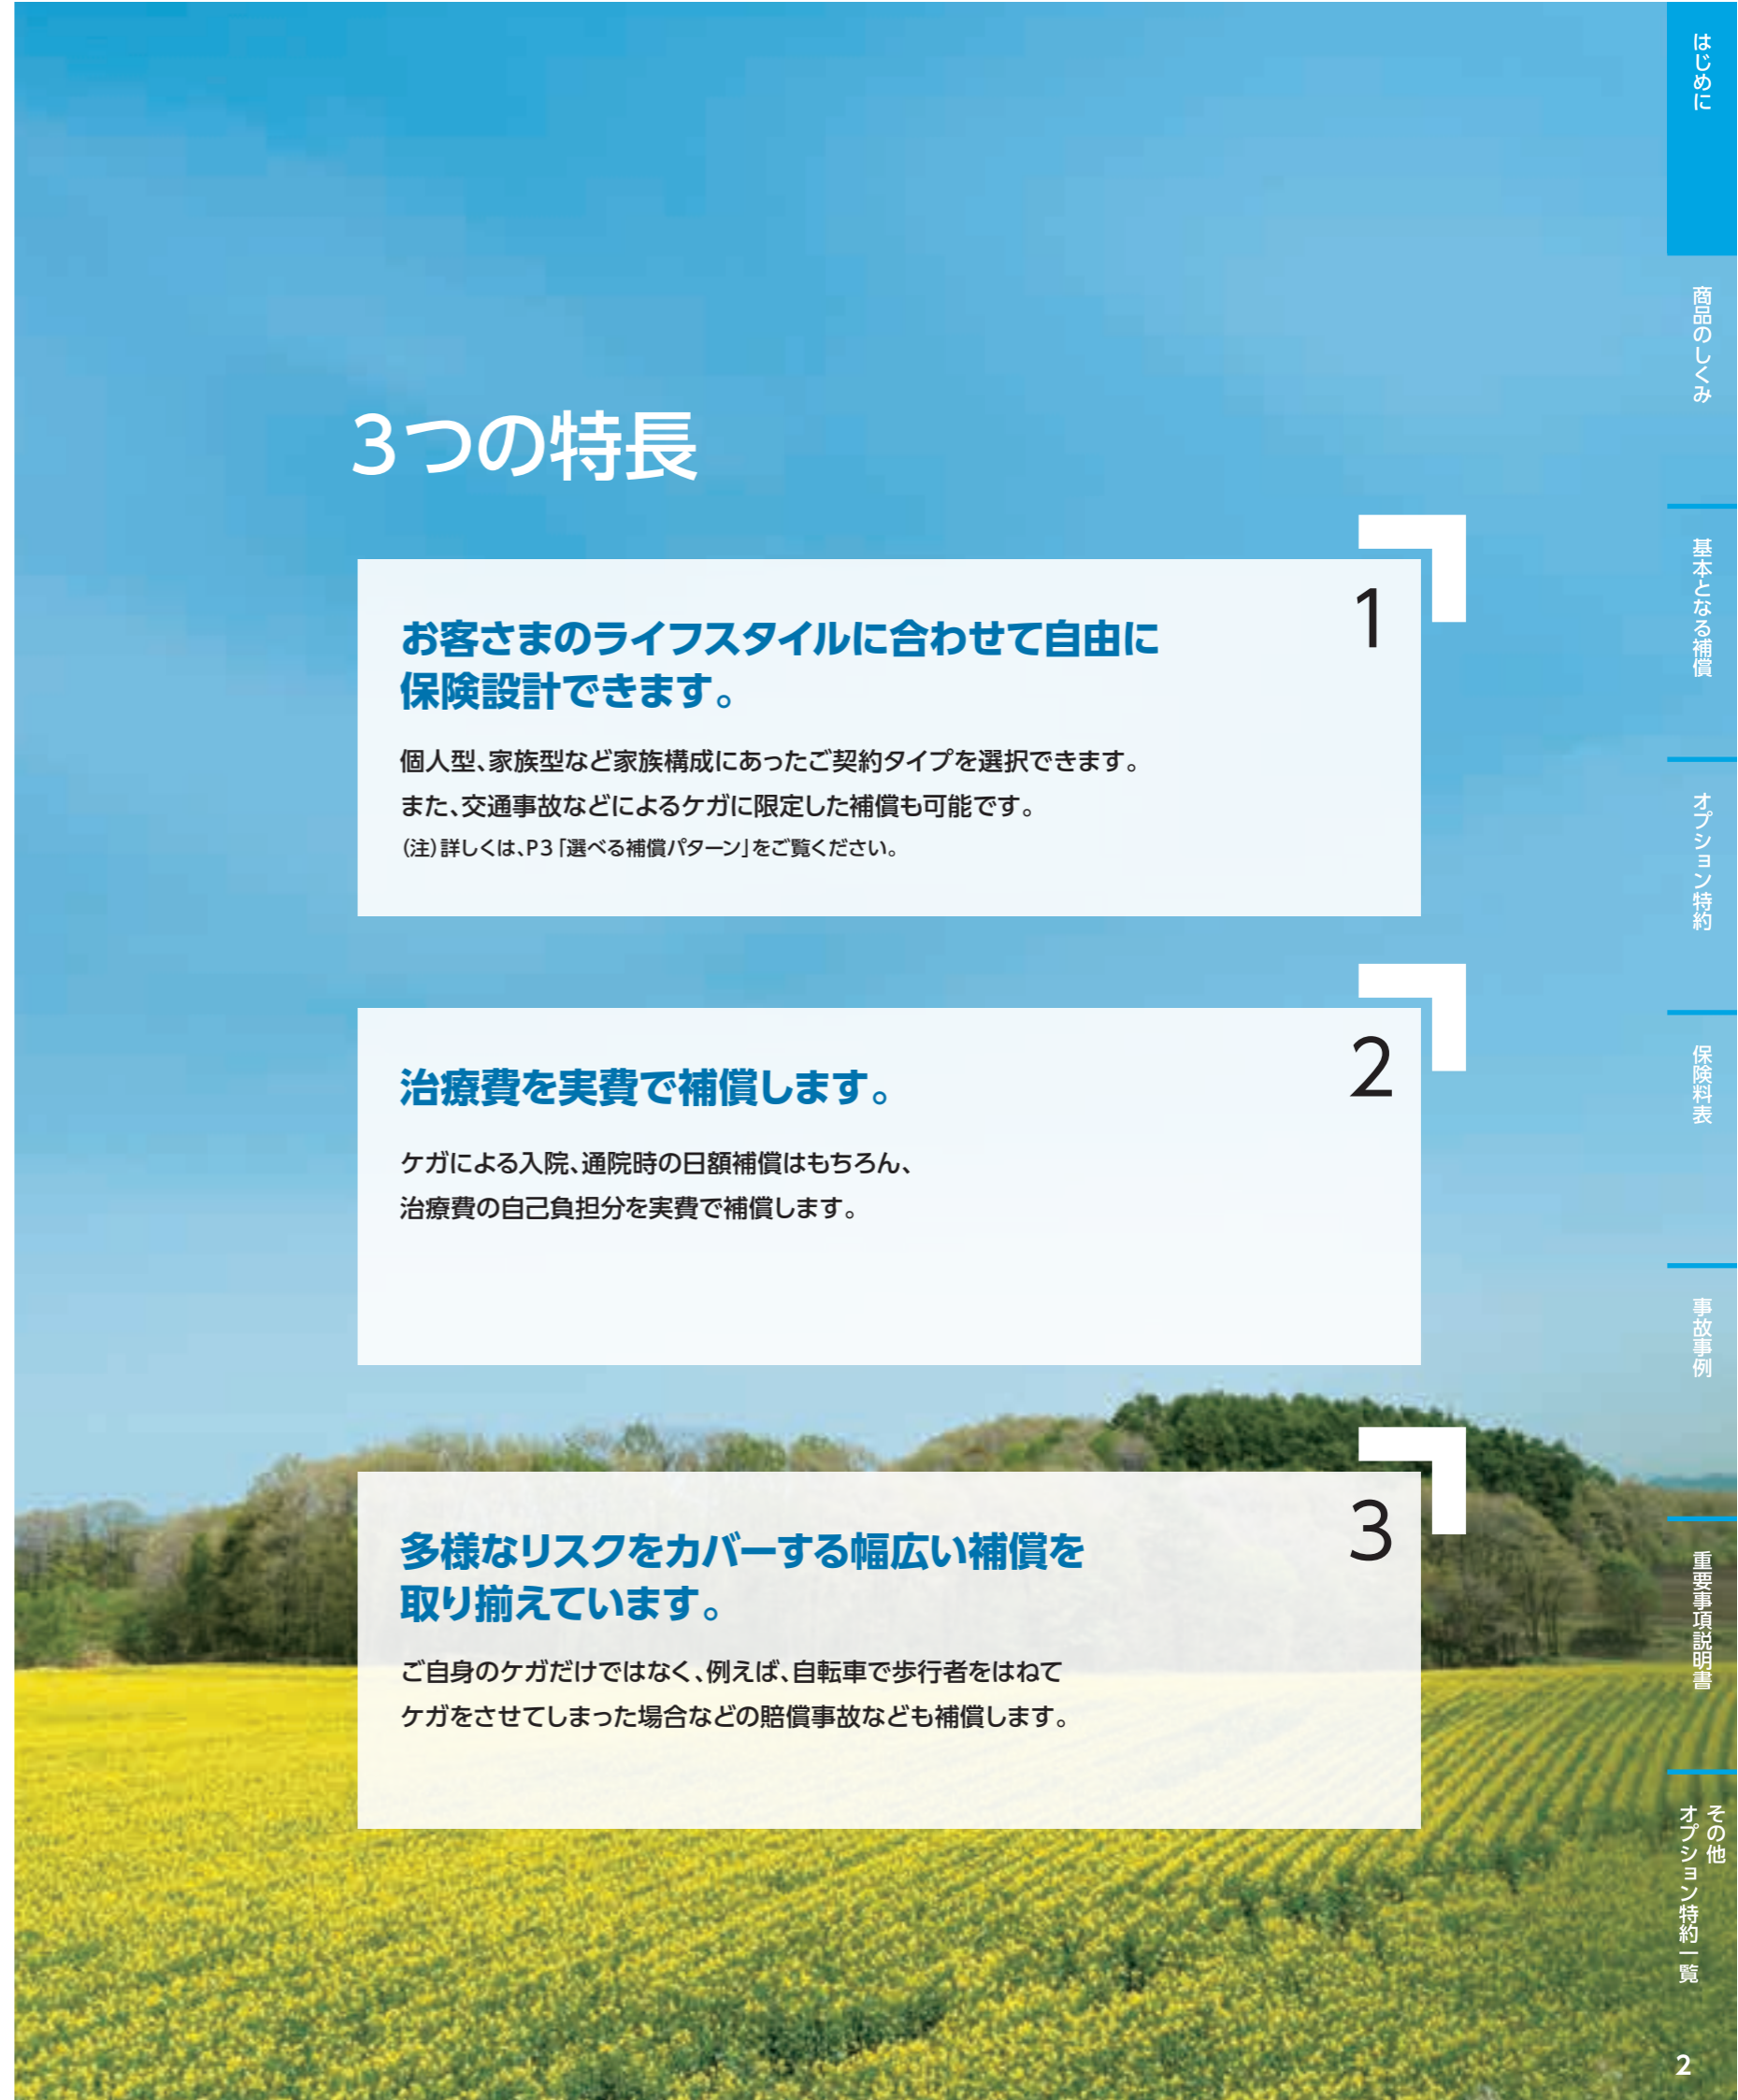 3つの特長
1
お客さまのライフスタイルに合わせて自由に
保険設計できます。
個人型、家族型など家族構成にあったご契約タイプを選択できます。
また、交通事故などによるケガに限定した補償も可能です。
(注)詳しくは、P3「選べる補償パターン」をご覧ください。
2
治療費を実費で補償します。
ケガによる入院、通院時の日額補償はもちろん、
治療費の自己負担分を実費で補償します。
3
多様なリスクをカバーする幅広い補償を
取り揃えています。
ご自身のケガだけではなく、例えば、自転車で歩行者をはねて
ケガをさせてしまった場合などの賠償事故なども補償します。
はじめに
商品のしくみ
基本となる補償
オプション特約
保険料表
事故事例
重要事項説明書
その他
オプション特約一覧
2